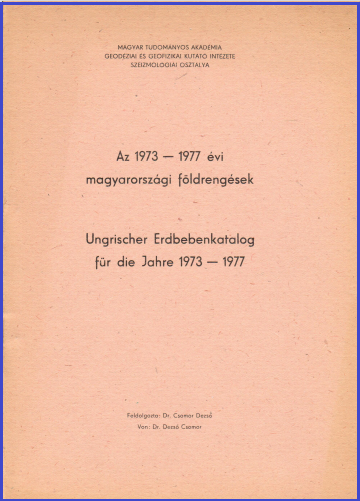 MAGYAR TUDOMÁNYOS AKADÉMIA
GEODÉZIAI ÉS GEOFIZIKAI KUTATÓ INTÉZETE
SZEIZMOLÓGIAI OSZTÁLYA
Az 1973 — 1977 évi
magyarországi földrengések
Ungrischer Erdbebenkatalog
für die Jahre 1973 — 1977
Feldolgozta: Dr. Csomor Dezső
Von: Dr. Dezső Csomor